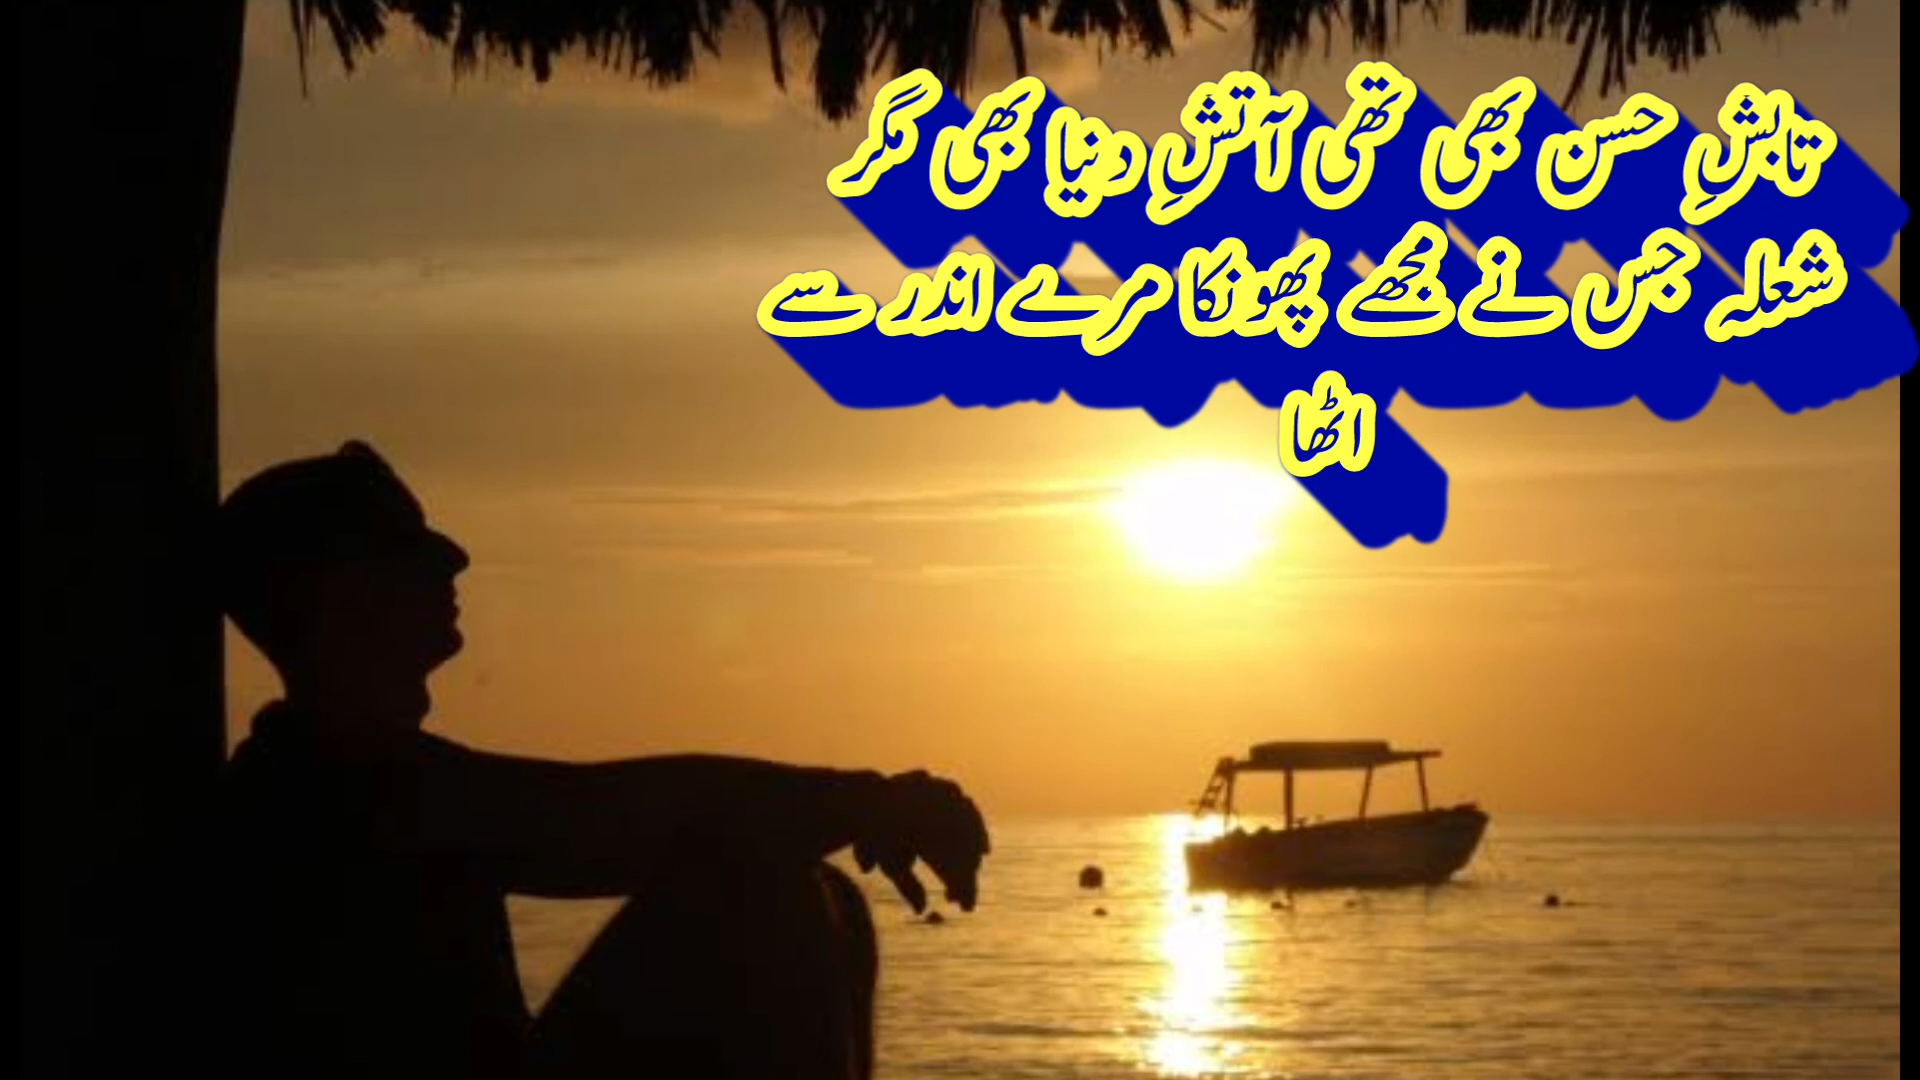 تابشِ حسن بھی تھی آتشِ دنیا بھی مگر
شعلہ جس نے مجھے پھونکا مرے اندر سے
اٹھا